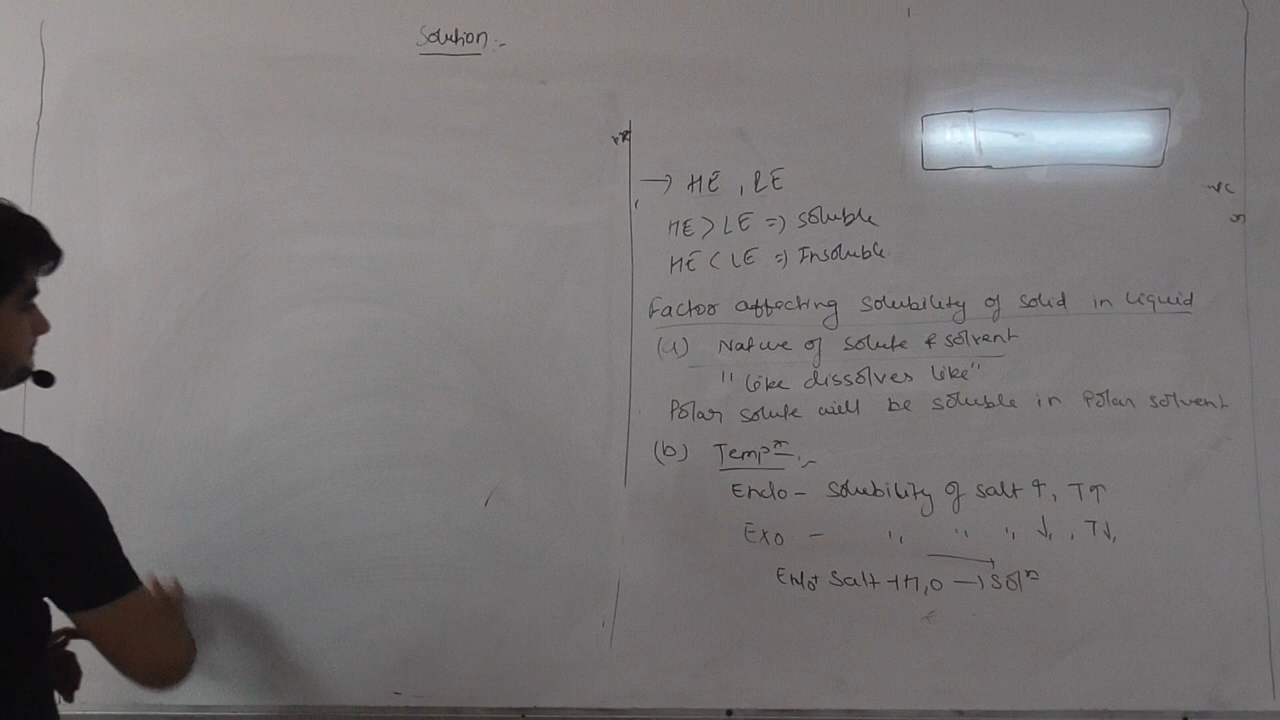 Solution :-
→ HE , LE
HE > LE => soluble
HE < LE => Insoluble
Factor affecting solubility of solid in liquid
(a) Nature of solute & solvent
"like dissolves like"
Polar solute will be soluble in Polar solvent
(b) Tempⁿ :-
Endo - solubility of salt ↑, T↑
Exo - " " " ↓, T↓,
Salt + H₂O → Solⁿ